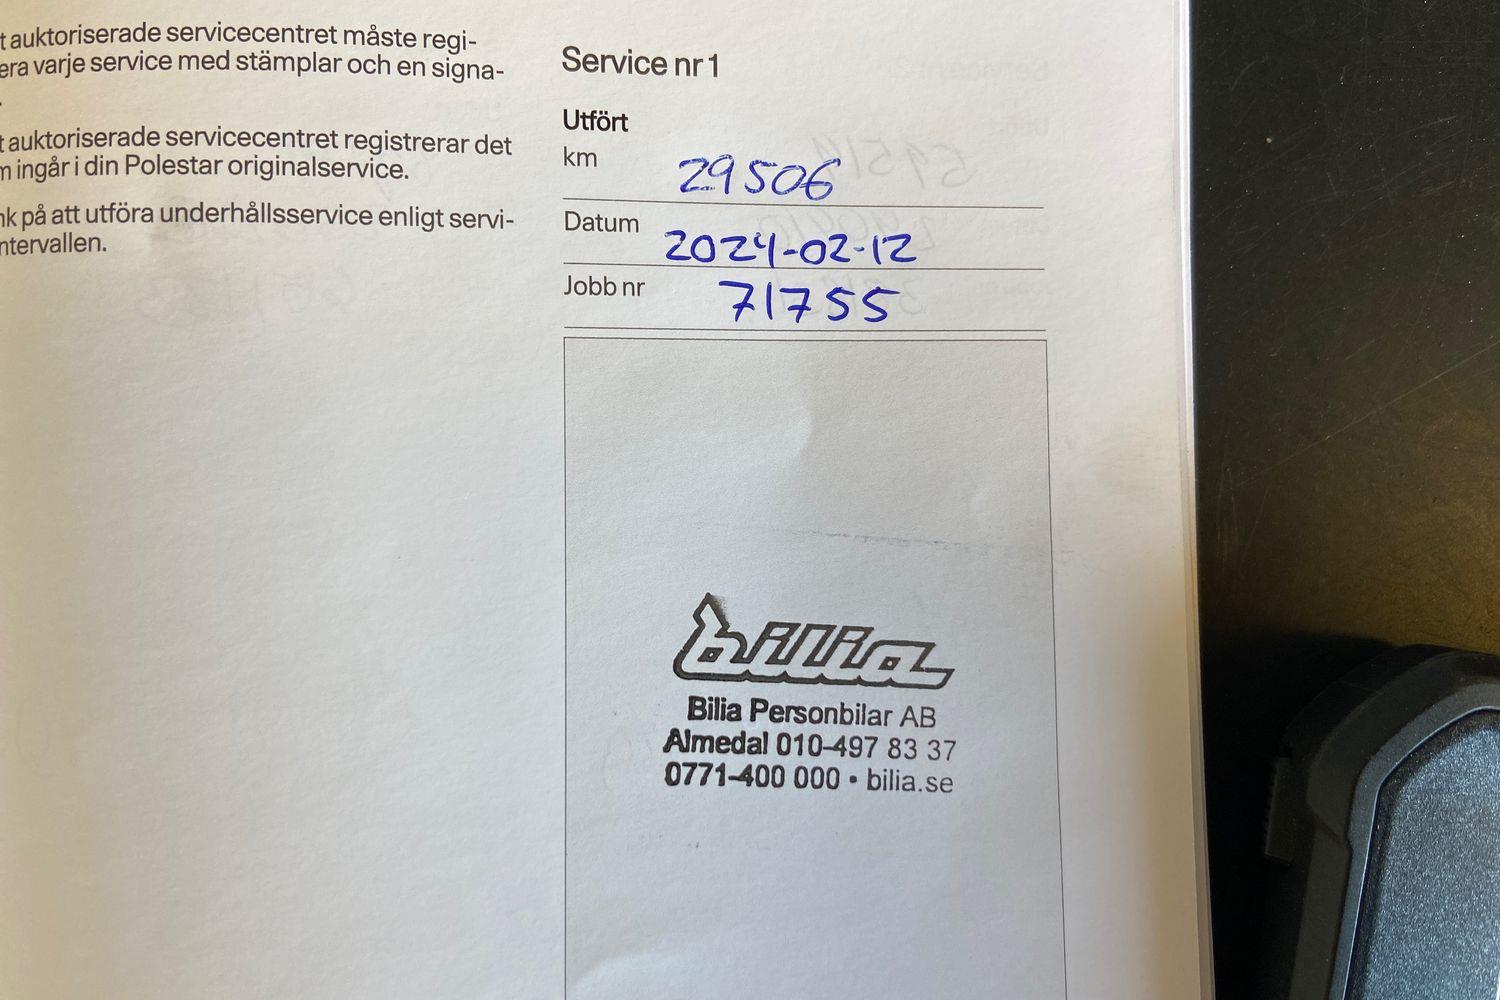 t auktoriserade servicecentret måste regi-
era varje service med stämplar och en signa-
.
t auktoriserade servicecentret registrerar det
m ingår i din Polestar originalservice.
nk på att utföra underhållsservice enligt servi-
ntervallen.
Service nr 1
Utfört
km 29506
Datum 2024-02-12
Jobb nr 71755
bilia
Bilia Personbilar AB
Almedal 010-497 83 37
0771-400 000 • bilia.se